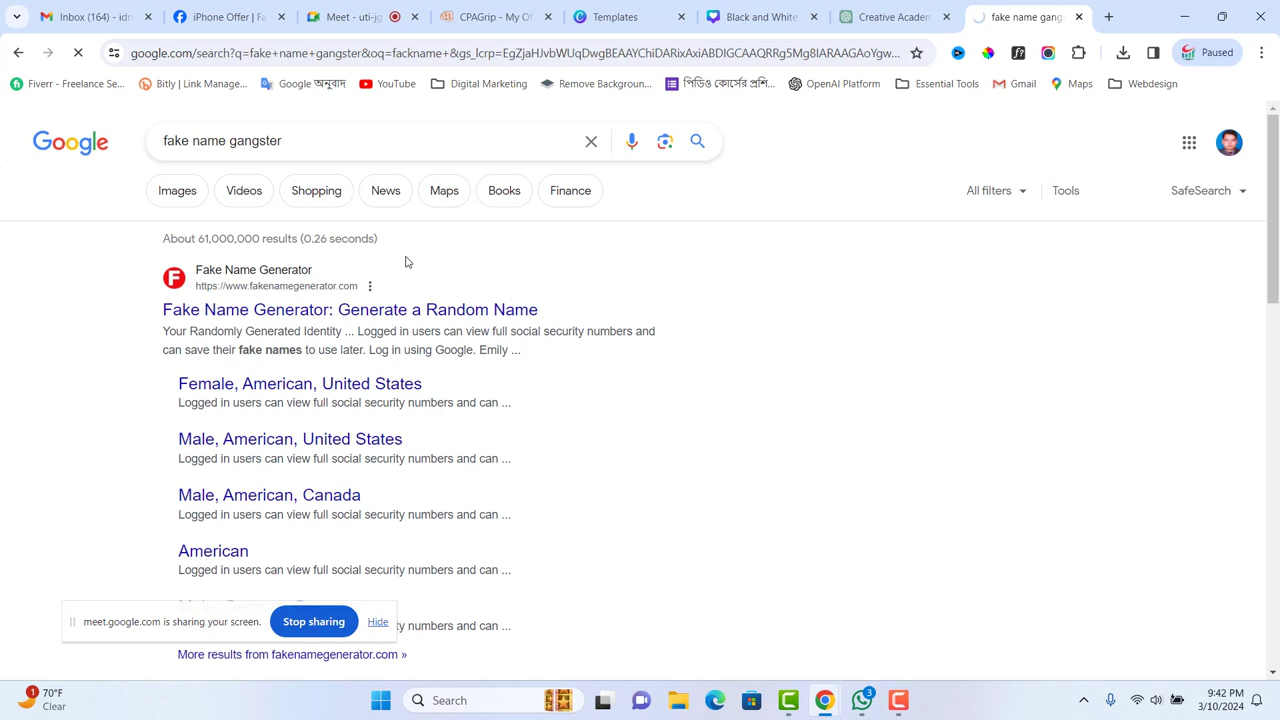 Inbox (34) - idr
iPhone Offer |
Meet - uti-jg
CPAGrip - My Of
Templates
Black and White
Creative Acaden
fake name gangs
google.com/search?q=fake+name+gangster&oq=fackname+&gs_lcrp=EgZjaHJvbWUqDwgBEAAYChiDARixAxiABDIGCAAQRRg5Mg8IARAAGAoYgw...
Paused
Fiverr - Freelance Se...
Bitly | Link Manage...
Google অনুবাদ
YouTube
Digital Marketing
Remove Background...
পিডিও কোর্সের প্রশি...
OpenAI Platform
Essential Tools
Gmail
Maps
Webdesign
Google
fake name gangster
Images
Videos
Shopping
News
Maps
Books
Finance
All filters
Tools
SafeSearch
About 61,000,000 results (0.26 seconds)
F
Fake Name Generator
https://www.fakenamegenerator.com
Fake Name Generator: Generate a Random Name
Your Randomly Generated Identity ... Logged in users can view full social security numbers and
can save their fake names to use later. Log in using Google. Emily ...
Female, American, United States
Logged in users can view full social security numbers and can ...
Male, American, United States
Logged in users can view full social security numbers and can ...
Male, American, Canada
Logged in users can view full social security numbers and can ...
American
Logged in users can view full social security numbers and can ...
meet.google.com is sharing your screen.
Stop sharing
Hide
y numbers and can ...
More results from fakenamegenerator.com »
1
70°F
Clear
Search
3
9:42 PM
3/10/2024